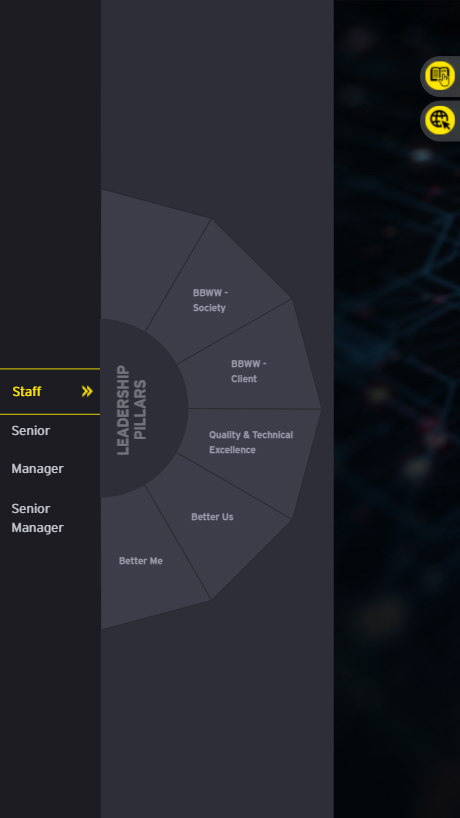 Staff
Senior
Manager
Senior
Manager
LEADERSHIP
PILLARS
BBWW -
Society
BBWW -
Client
Quality & Technical
Excellence
Better Us
Better Me